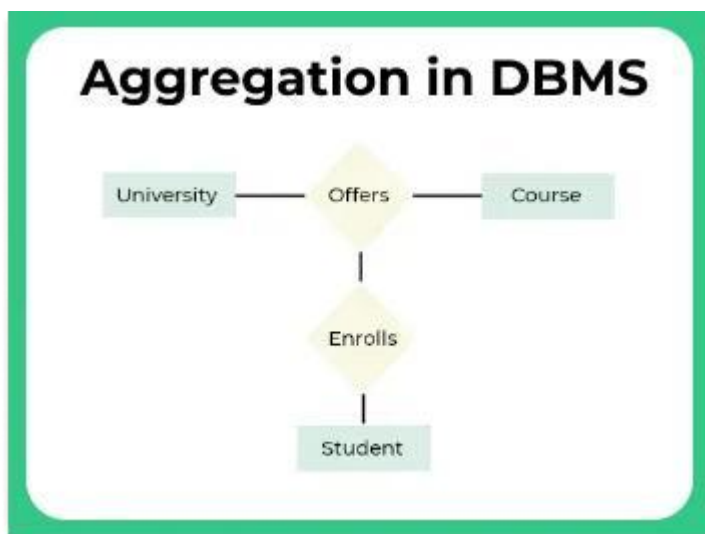 Aggregation in DBMS
University
Offers
Course
Enrolls
Student